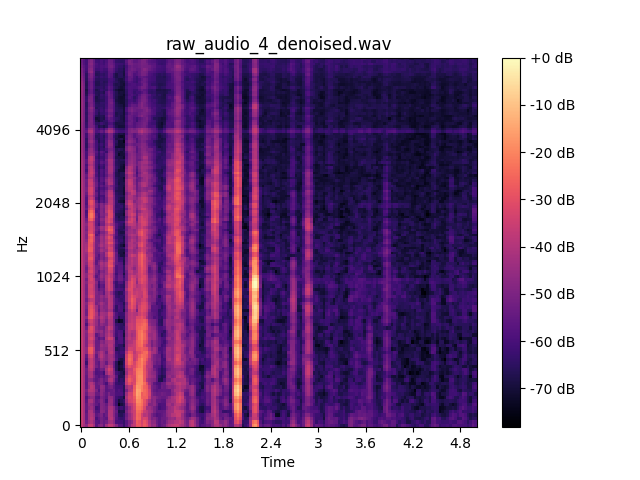 raw_audio_4_denoised.wav
Hz
4096
2048
1024
512
0
0 0.6 1.2 1.8 2.4 3 3.6 4.2 4.8
Time
+0 dB
-10 dB
-20 dB
-30 dB
-40 dB
-50 dB
-60 dB
-70 dB